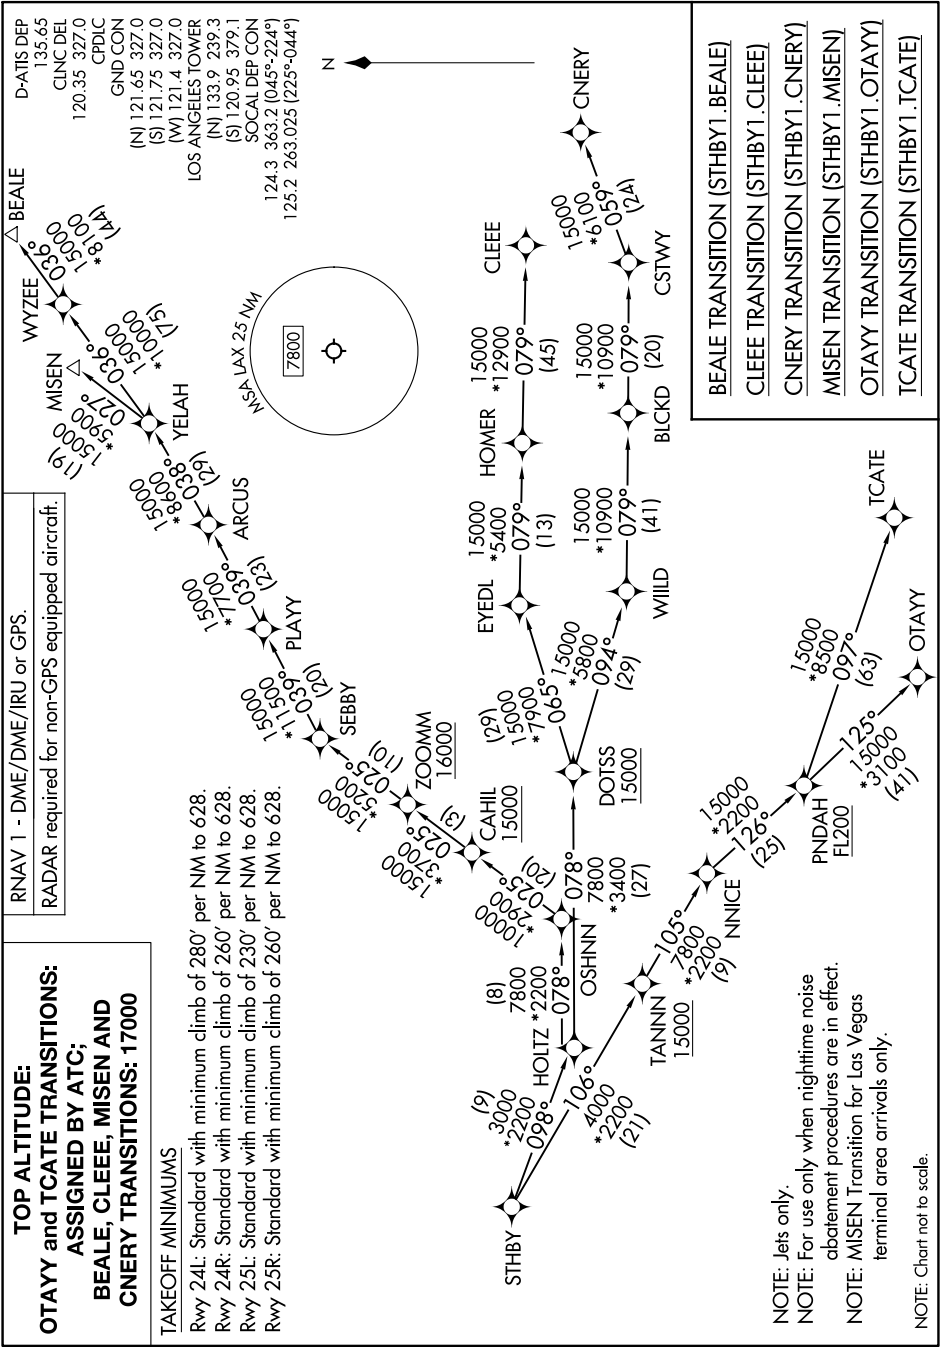 TOP ALTITUDE:
OTAYY and TCATE TRANSITIONS:
ASSIGNED BY ATC;
BEALE, CLEEE, MISEN AND
CNERY TRANSITIONS: 17000
RNAV 1 - DME/DME/IRU or GPS.
RADAR required for non-GPS equipped aircraft.
D-ATIS DEP
135.65
CLNC DEL
120.35 327.0
CPDLC
GND CON
(N) 121.65 327.0
(S) 121.75 327.0
(W) 121.4 327.0
LOS ANGELES TOWER
(N) 133.9 239.3
(S) 120.95 379.1
SOCAL DEP CON
124.3 363.2 (045°-224°)
125.2 263.025 (225°-044°)
TAKEOFF MINIMUMS
Rwy 24L: Standard with minimum climb of 280' per NM to 628.
Rwy 24R: Standard with minimum climb of 260' per NM to 628.
Rwy 25L: Standard with minimum climb of 230' per NM to 628.
Rwy 25R: Standard with minimum climb of 260' per NM to 628.
N
MSA LAX 25 NM
7800
BEALE
WYZEE
036°
15000
*8100
(44)
MISEN
(19)
15000
*5900
027°
036°
15000
*10000
(75)
YELAH
15000
*8600
038°
(29)
ARCUS
15000
*7700
039°
(23)
PLAYY
15000
*11500
039°
(20)
SEBBY
15000
*5200
025°
(10)
ZOOMM
16000
15000
*3700
025°
(3)
CAHIL
15000
10000
*2900
025°
(20)
OSHNN
(8)
7800
*2200
078°
HOLTZ
078°
7800
*3400
(27)
DOTSS
15000
(29)
15000
*7900
065°
EYEDL
15000
*5400
079°
(13)
HOMER
15000
*12900
079°
(45)
CLEEE
15000
*5800
094°
(29)
WIILD
15000
*10900
079°
(41)
BLCKD
15000
*10900
079°
(20)
CSTWY
15000
*6100
059°
(24)
CNERY
STHBY
(9)
3000
*2200
098°
106°
4000
*2200
(21)
TANNN
15000
105°
7800
*2200
(9)
NNICE
15000
*2200
126°
(25)
PNDAH
FL200
15000
*8500
097°
(63)
TCATE
125°
15000
*3100
(41)
OTAYY
BEALE TRANSITION (STHBY1.BEALE)
CLEEE TRANSITION (STHBY1.CLEEE)
CNERY TRANSITION (STHBY1.CNERY)
MISEN TRANSITION (STHBY1.MISEN)
OTAYY TRANSITION (STHBY1.OTAYY)
TCATE TRANSITION (STHBY1.TCATE)
NOTE: Jets only.
NOTE: For use only when nighttime noise
abatement procedures are in effect.
NOTE: MISEN Transition for Las Vegas
terminal area arrivals only.
NOTE: Chart not to scale.